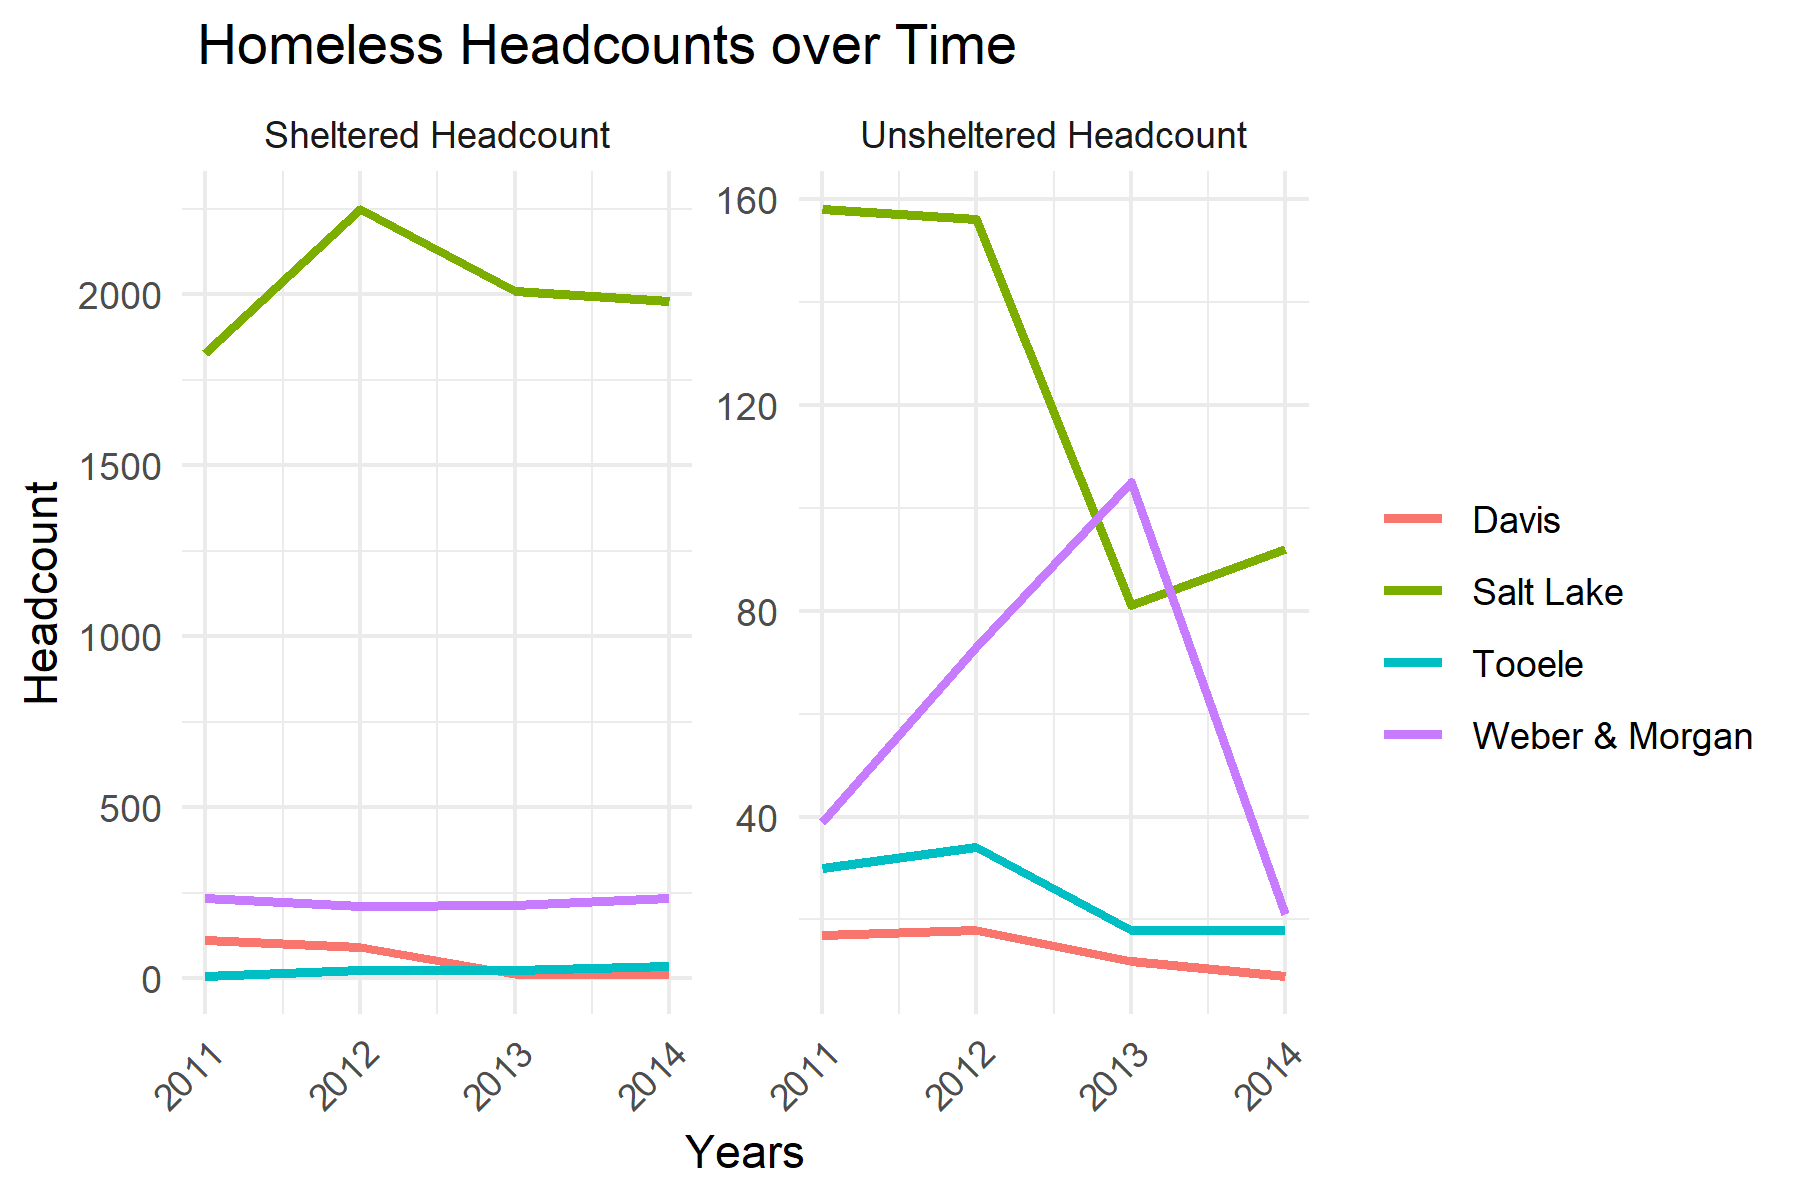 Homeless Headcounts over Time
Sheltered Headcount
Unsheltered Headcount
Headcount
2000
1500
1000
500
0
160
120
80
40
2011
2012
2013
2014
2011
2012
2013
2014
Years
Davis
Salt Lake
Tooele
Weber & Morgan